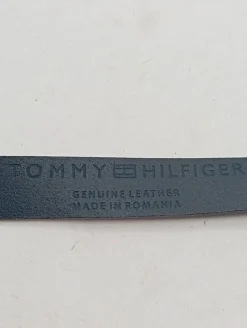 TOMMY HILFIGER
GENUINE LEATHER
MADE IN ROMANIA